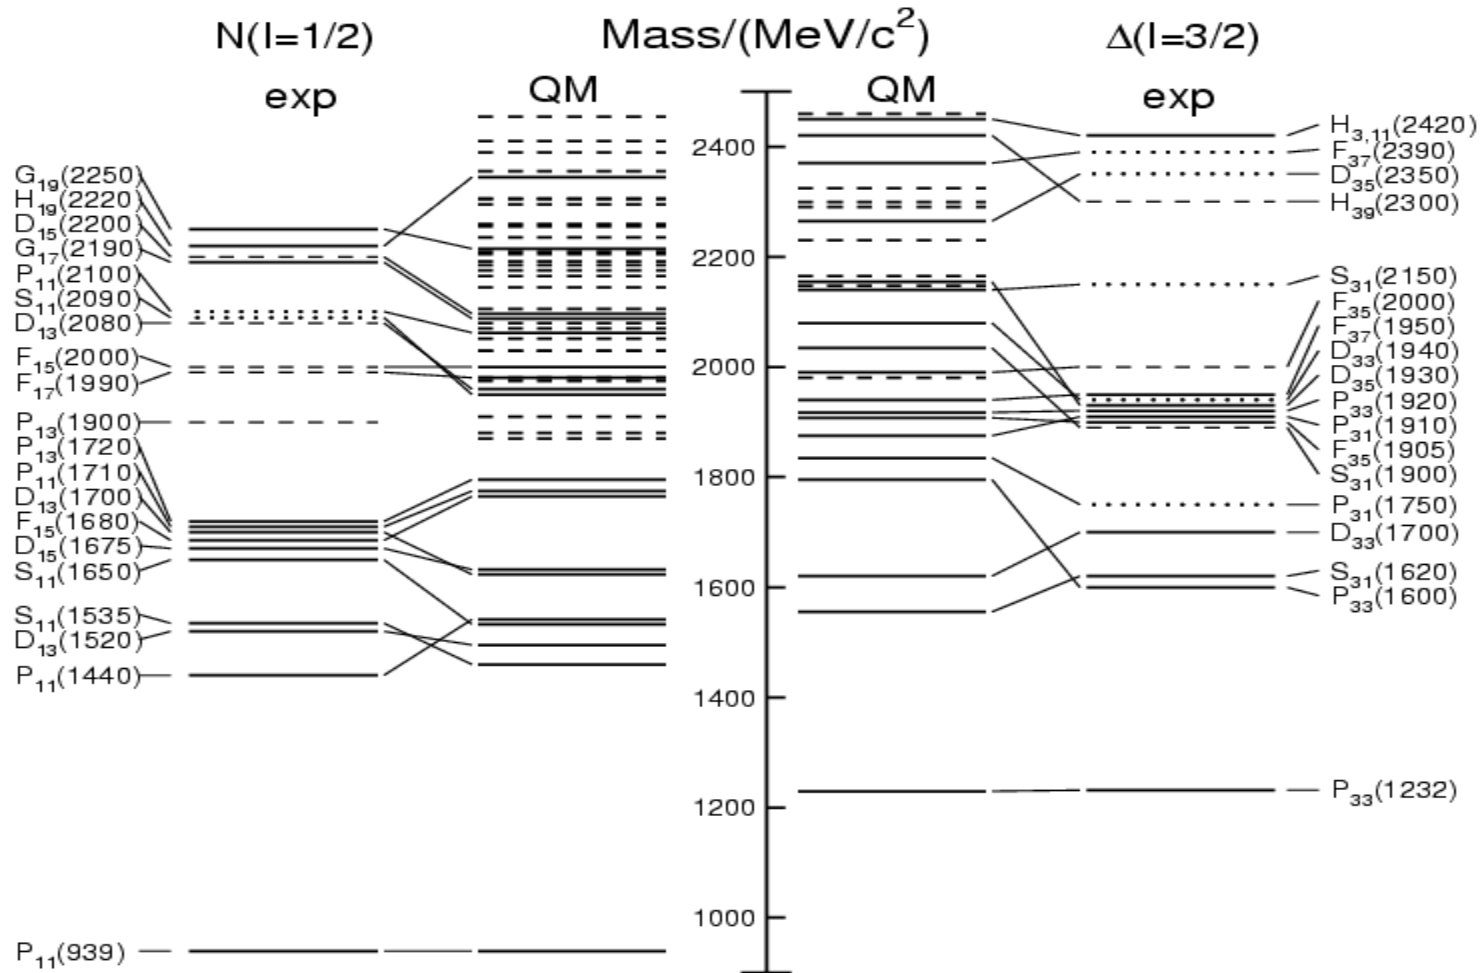 N(I=1/2) Mass/(MeV/c²) Δ(I=3/2)
exp QM QM exp
G₁₉(2250)
H₁₉(2220)
D₁₅(2200)
G₁₇(2190)
P₁₁(2100)
S₁₁(2090)
D₁₃(2080)
F₁₅(2000)
F₁₇(1990)
P₁₃(1900)
P₁₃(1720)
P₁₁(1710)
D₁₃(1700)
F₁₅(1680)
D₁₅(1675)
S₁₁(1650)
S₁₁(1535)
D₁₃(1520)
P₁₁(1440)
P₁₁(939)
2400
2200
2000
1800
1600
1400
1200
1000
H₃,₁₁(2420)
F₃₇(2390)
D₃₅(2350)
H₃₉(2300)
S₃₁(2150)
F₃₅(2000)
F₃₇(1950)
D₃₃(1940)
D₃₅(1930)
P₃₃(1920)
P₃₁(1910)
F₃₅(1905)
S₃₁(1900)
P₃₁(1750)
D₃₃(1700)
S₃₁(1620)
P₃₃(1600)
P₃₃(1232)